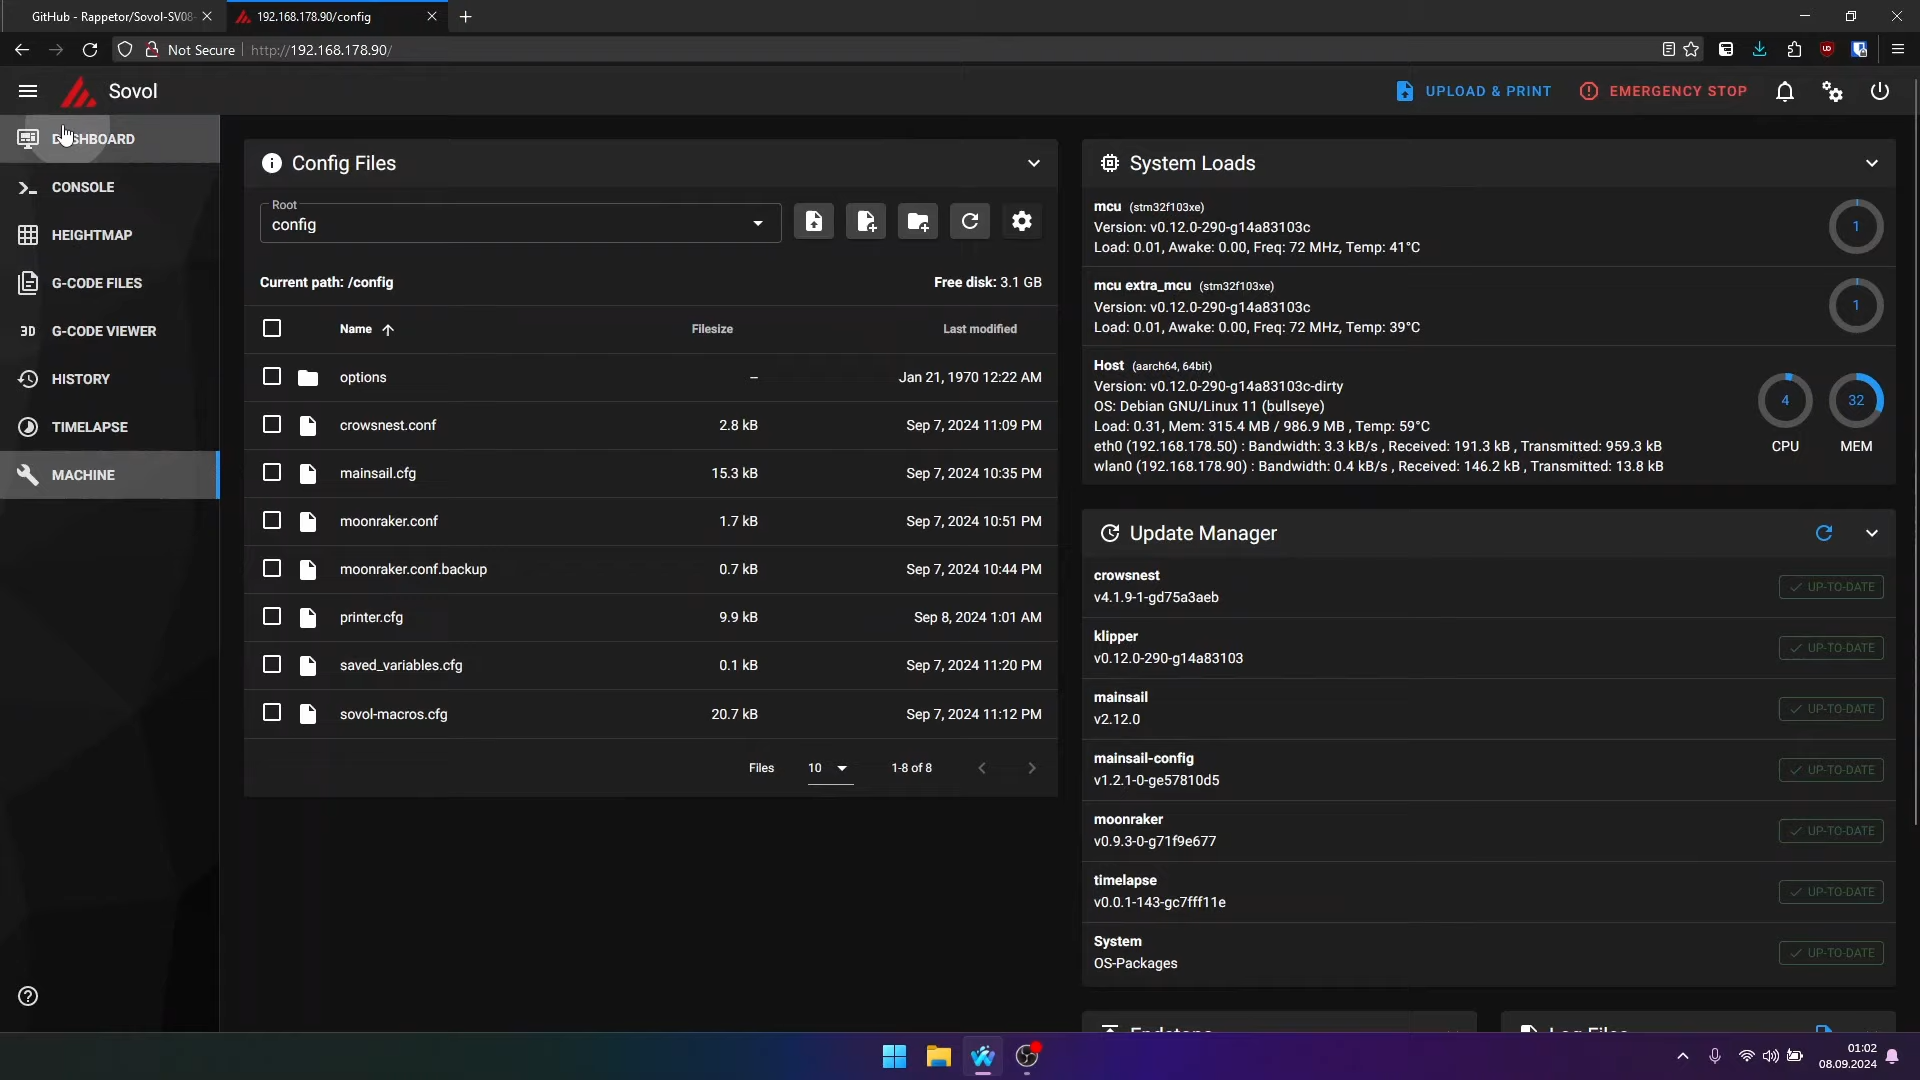 GitHub - Rappetor/Sovol-SV08-
192.168.178.90/config
Not Secure
http://192.168.178.90/
Sovol
UPLOAD & PRINT
EMERGENCY STOP
DASHBOARD
CONSOLE
HEIGHTMAP
G-CODE FILES
3D G-CODE VIEWER
HISTORY
TIMELAPSE
MACHINE
Config Files
Root
config
Current path: /config
Free disk: 3.1 GB
Name
Filesize
Last modified
options – Jan 21, 1970 12:22 AM
crowsnest.conf 2.8 kB Sep 7, 2024 11:09 PM
mainsail.cfg 15.3 kB Sep 7, 2024 10:35 PM
moonraker.conf 1.7 kB Sep 7, 2024 10:51 PM
moonraker.conf.backup 0.7 kB Sep 7, 2024 10:44 PM
printer.cfg 9.9 kB Sep 8, 2024 1:01 AM
saved_variables.cfg 0.1 kB Sep 7, 2024 11:20 PM
sovol-macros.cfg 20.7 kB Sep 7, 2024 11:12 PM
Files 10 1-8 of 8
System Loads
mcu (stm32f103xe)
Version: v0.12.0-290-g14a83103c
Load: 0.01, Awake: 0.00, Freq: 72 MHz, Temp: 41°C
1
mcu extra_mcu (stm32f103xe)
Version: v0.12.0-290-g14a83103c
Load: 0.01, Awake: 0.00, Freq: 72 MHz, Temp: 39°C
1
Host (aarch64, 64bit)
Version: v0.12.0-290-g14a83103c-dirty
OS: Debian GNU/Linux 11 (bullseye)
Load: 0.31, Mem: 315.4 MB / 986.9 MB , Temp: 59°C
eth0 (192.168.178.50) : Bandwidth: 3.3 kB/s , Received: 191.3 kB , Transmitted: 959.3 kB
wlan0 (192.168.178.90) : Bandwidth: 0.4 kB/s , Received: 146.2 kB , Transmitted: 13.8 kB
4
CPU
32
MEM
Update Manager
crowsnest
v4.1.9-1-gd75a3aeb
UP-TO-DATE
klipper
v0.12.0-290-g14a83103
UP-TO-DATE
mainsail
v2.12.0
UP-TO-DATE
mainsail-config
v1.2.1-0-ge57810d5
UP-TO-DATE
moonraker
v0.9.3-0-g71f9e677
UP-TO-DATE
timelapse
v0.0.1-143-gc7fff11e
UP-TO-DATE
System
OS-Packages
UP-TO-DATE
Endstops
Log Files
01:02
08.09.2024